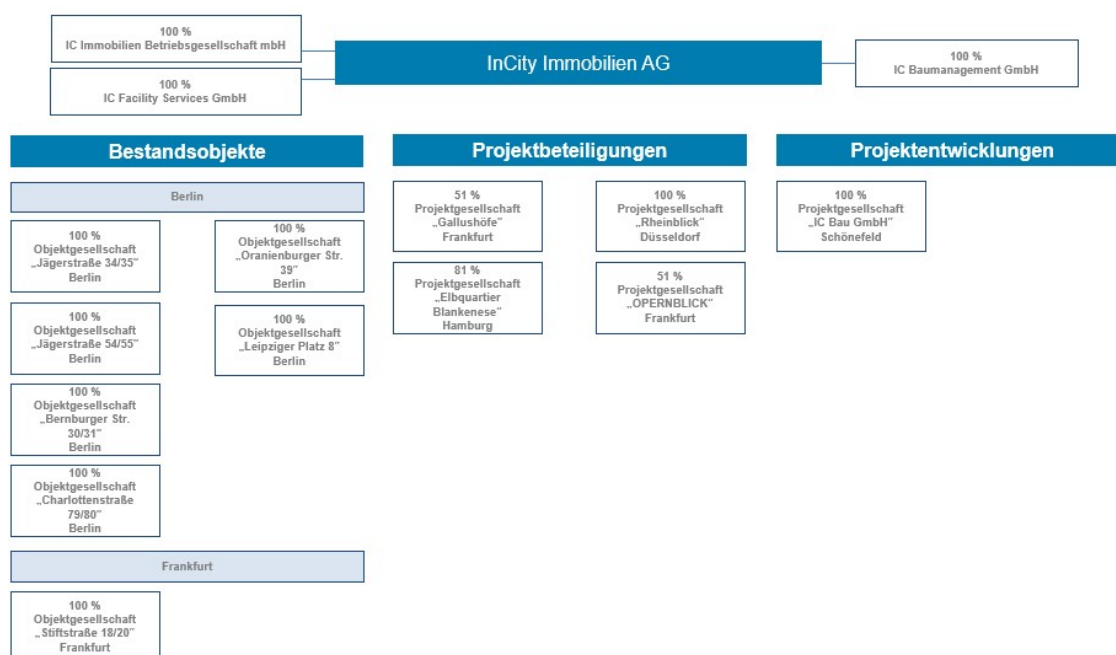 100 %
IC Immobilien Betriebsgesellschaft mbH
100 %
IC Facility Services GmbH
InCity Immobilien AG
100 %
IC Baumanagement GmbH
Bestandsobjekte
Berlin
100 %
Objektgesellschaft
„Jägerstraße 34/35”
Berlin
100 %
Objektgesellschaft
„Oranienburger Str.
39”
Berlin
100 %
Objektgesellschaft
„Jägerstraße 54/55”
Berlin
100 %
Objektgesellschaft
„Leipziger Platz 8”
Berlin
100 %
Objektgesellschaft
„Bernburger Str.
30/31”
Berlin
100 %
Objektgesellschaft
„Charlottenstraße
79/80”
Berlin
Frankfurt
100 %
Objektgesellschaft
„Stiftstraße 18/20”
Frankfurt
Projektbeteiligungen
51 %
Projektgesellschaft
„Gallushöfe”
Frankfurt
100 %
Projektgesellschaft
„Rheinblick”
Düsseldorf
81 %
Projektgesellschaft
„Elbquartier
Blankenese”
Hamburg
51 %
Projektgesellschaft
„OPERNBLICK”
Frankfurt
Projektentwicklungen
100 %
Projektgesellschaft
„IC Bau GmbH”
Schönefeld